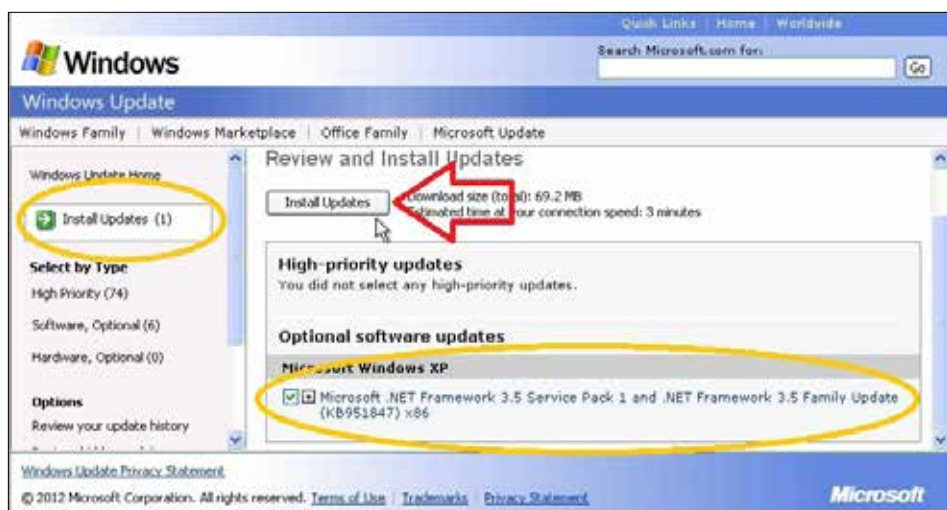 Quick Links | Home | Worldwide
Search Microsoft.com for:
Go
Windows
Windows Update
Windows Family | Windows Marketplace | Office Family | Microsoft Update
Windows Update Home
Install Updates (1)
Select by Type
High Priority (74)
Software, Optional (6)
Hardware, Optional (0)
Options
Review your update history
Review and Install Updates
Install Updates
Download size (total): 69.2 MB
Estimated time at your connection speed: 3 minutes
High-priority updates
You did not select any high-priority updates.
Optional software updates
Microsoft Windows XP
Microsoft .NET Framework 3.5 Service Pack 1 and .NET Framework 3.5 Family Update
(KB951847) x86
Windows Update Privacy Statement
© 2012 Microsoft Corporation. All rights reserved. Terms of Use | Trademarks | Privacy Statement
Microsoft